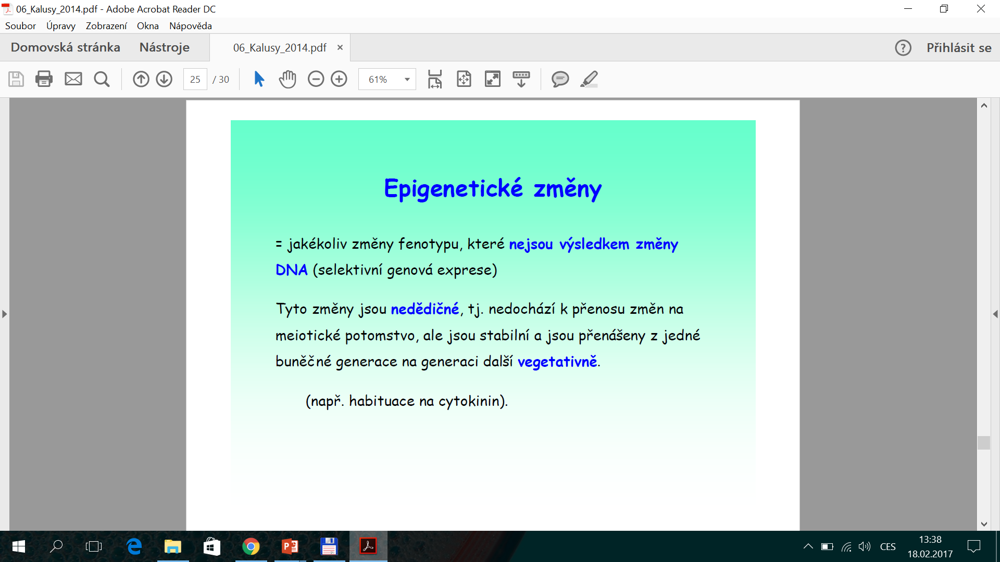 06_Kalusy_2014.pdf - Adobe Acrobat Reader DC
Soubor Úpravy Zobrazení Okna Nápověda
Domovská stránka Nástroje 06_Kalusy_2014.pdf × Přihlásit se
25 / 30 61%
Epigenetické změny
= jakékoliv změny fenotypu, které nejsou výsledkem změny
DNA (selektivní genová exprese)
Tyto změny jsou nedědičné, tj. nedochází k přenosu změn na
meiotické potomstvo, ale jsou stabilní a jsou přenášeny z jedné
buněčné generace na generaci další vegetativně.
(např. habituace na cytokinin).
CES
13:38
18.02.2017